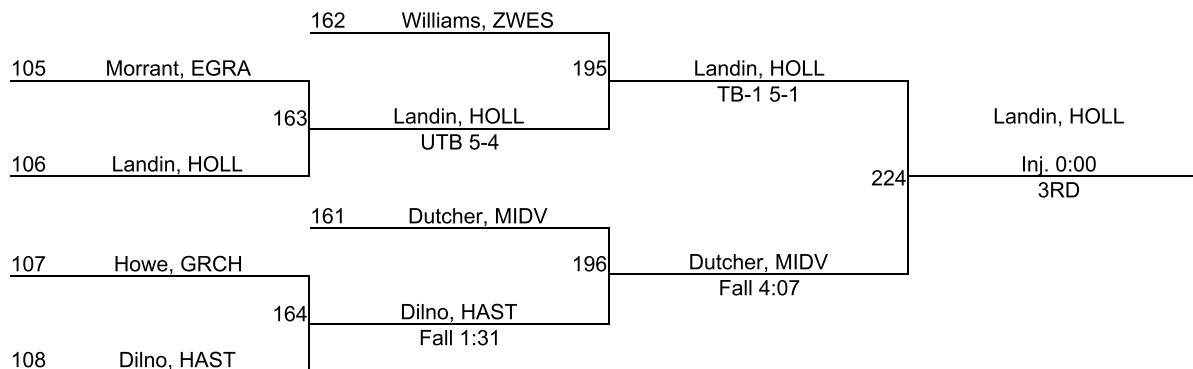 162 Williams, ZWES
105 Morrant, EGRA
195 Landin, HOLL
TB-1 5-1
163 Landin, HOLL
UTB 5-4
Landin, HOLL
106 Landin, HOLL
Inj. 0:00
224
3RD
161 Dutcher, MIDV
107 Howe, GRCH
196 Dutcher, MIDV
Fall 4:07
164 Dilno, HAST
Fall 1:31
108 Dilno, HAST